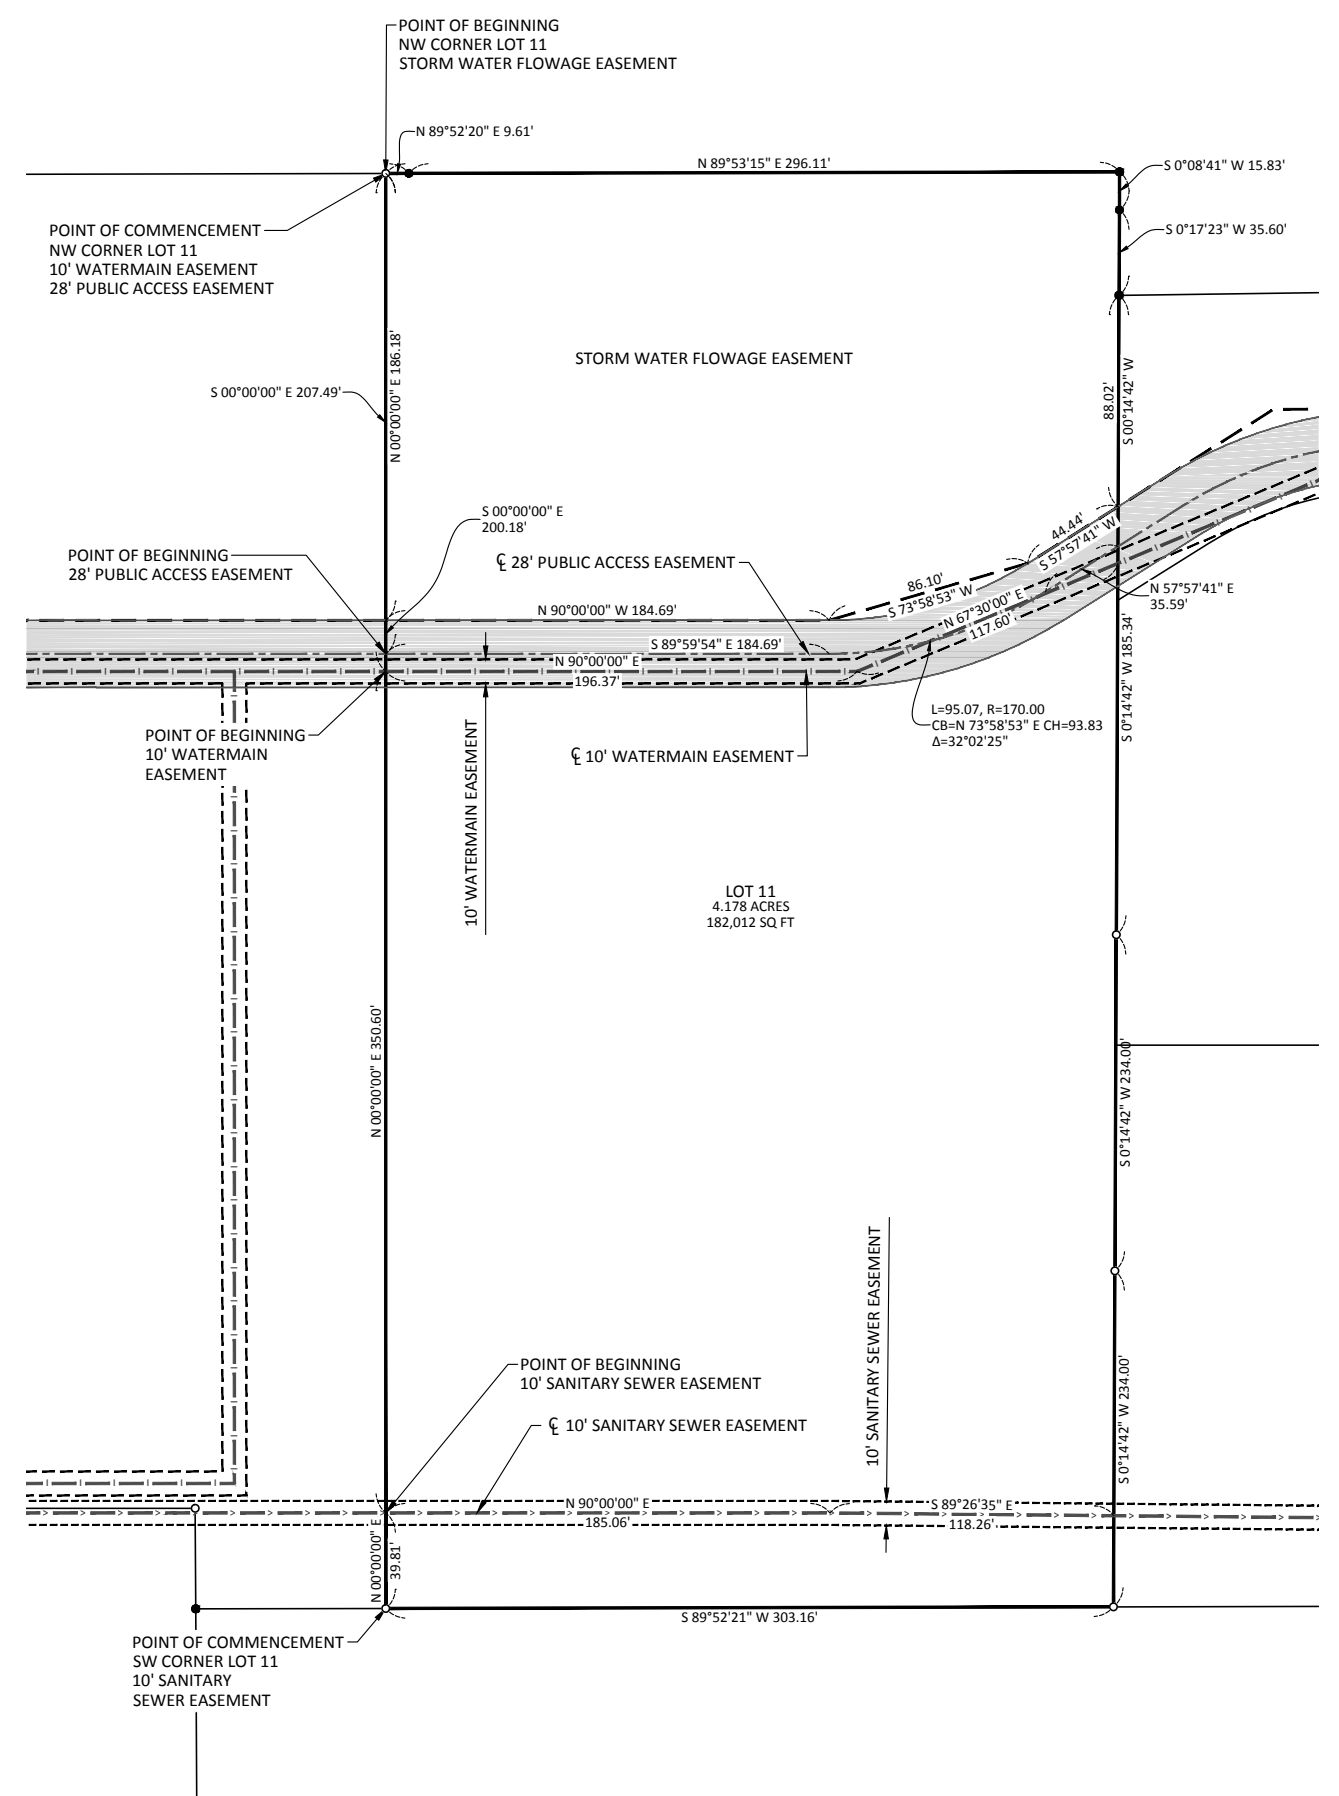 POINT OF BEGINNING
NW CORNER LOT 11
STORM WATER FLOWAGE EASEMENT
N 89°52'20" E 9.61'
N 89°53'15" E 296.11'
S 0°08'41" W 15.83'
S 0°17'23" W 35.60'
POINT OF COMMENCEMENT
NW CORNER LOT 11
10' WATERMAIN EASEMENT
28' PUBLIC ACCESS EASEMENT
STORM WATER FLOWAGE EASEMENT
N 00°00'00" E 186.18'
S 00°00'00" E 207.49'
88.02'
S 00°14'42" W
S 00°00'00" E
200.18'
POINT OF BEGINNING
28' PUBLIC ACCESS EASEMENT
℄ 28' PUBLIC ACCESS EASEMENT
44.44'
S 57°57'41" W
86.10'
S 73°58'53" W
N 67°30'00" E
117.60'
N 57°57'41" E
35.59'
N 90°00'00" W 184.69'
S 89°59'54" E 184.69'
N 90°00'00" E
196.37'
S 0°14'42" W 185.34'
L=95.07, R=170.00
CB=N 73°58'53" E CH=93.83
Δ=32°02'25"
POINT OF BEGINNING
10' WATERMAIN
EASEMENT
℄ 10' WATERMAIN EASEMENT
10' WATERMAIN EASEMENT
LOT 11
4.178 ACRES
182,012 SQ FT
N 00°00'00" E 350.60'
S 0°14'42" W 234.00'
10' SANITARY SEWER EASEMENT
POINT OF BEGINNING
10' SANITARY SEWER EASEMENT
℄ 10' SANITARY SEWER EASEMENT
S 0°14'42" W 234.00'
N 90°00'00" E
185.06'
S 89°26'35" E
118.26'
N 00°00'00" E
39.81'
S 89°52'21" W 303.16'
POINT OF COMMENCEMENT
SW CORNER LOT 11
10' SANITARY
SEWER EASEMENT